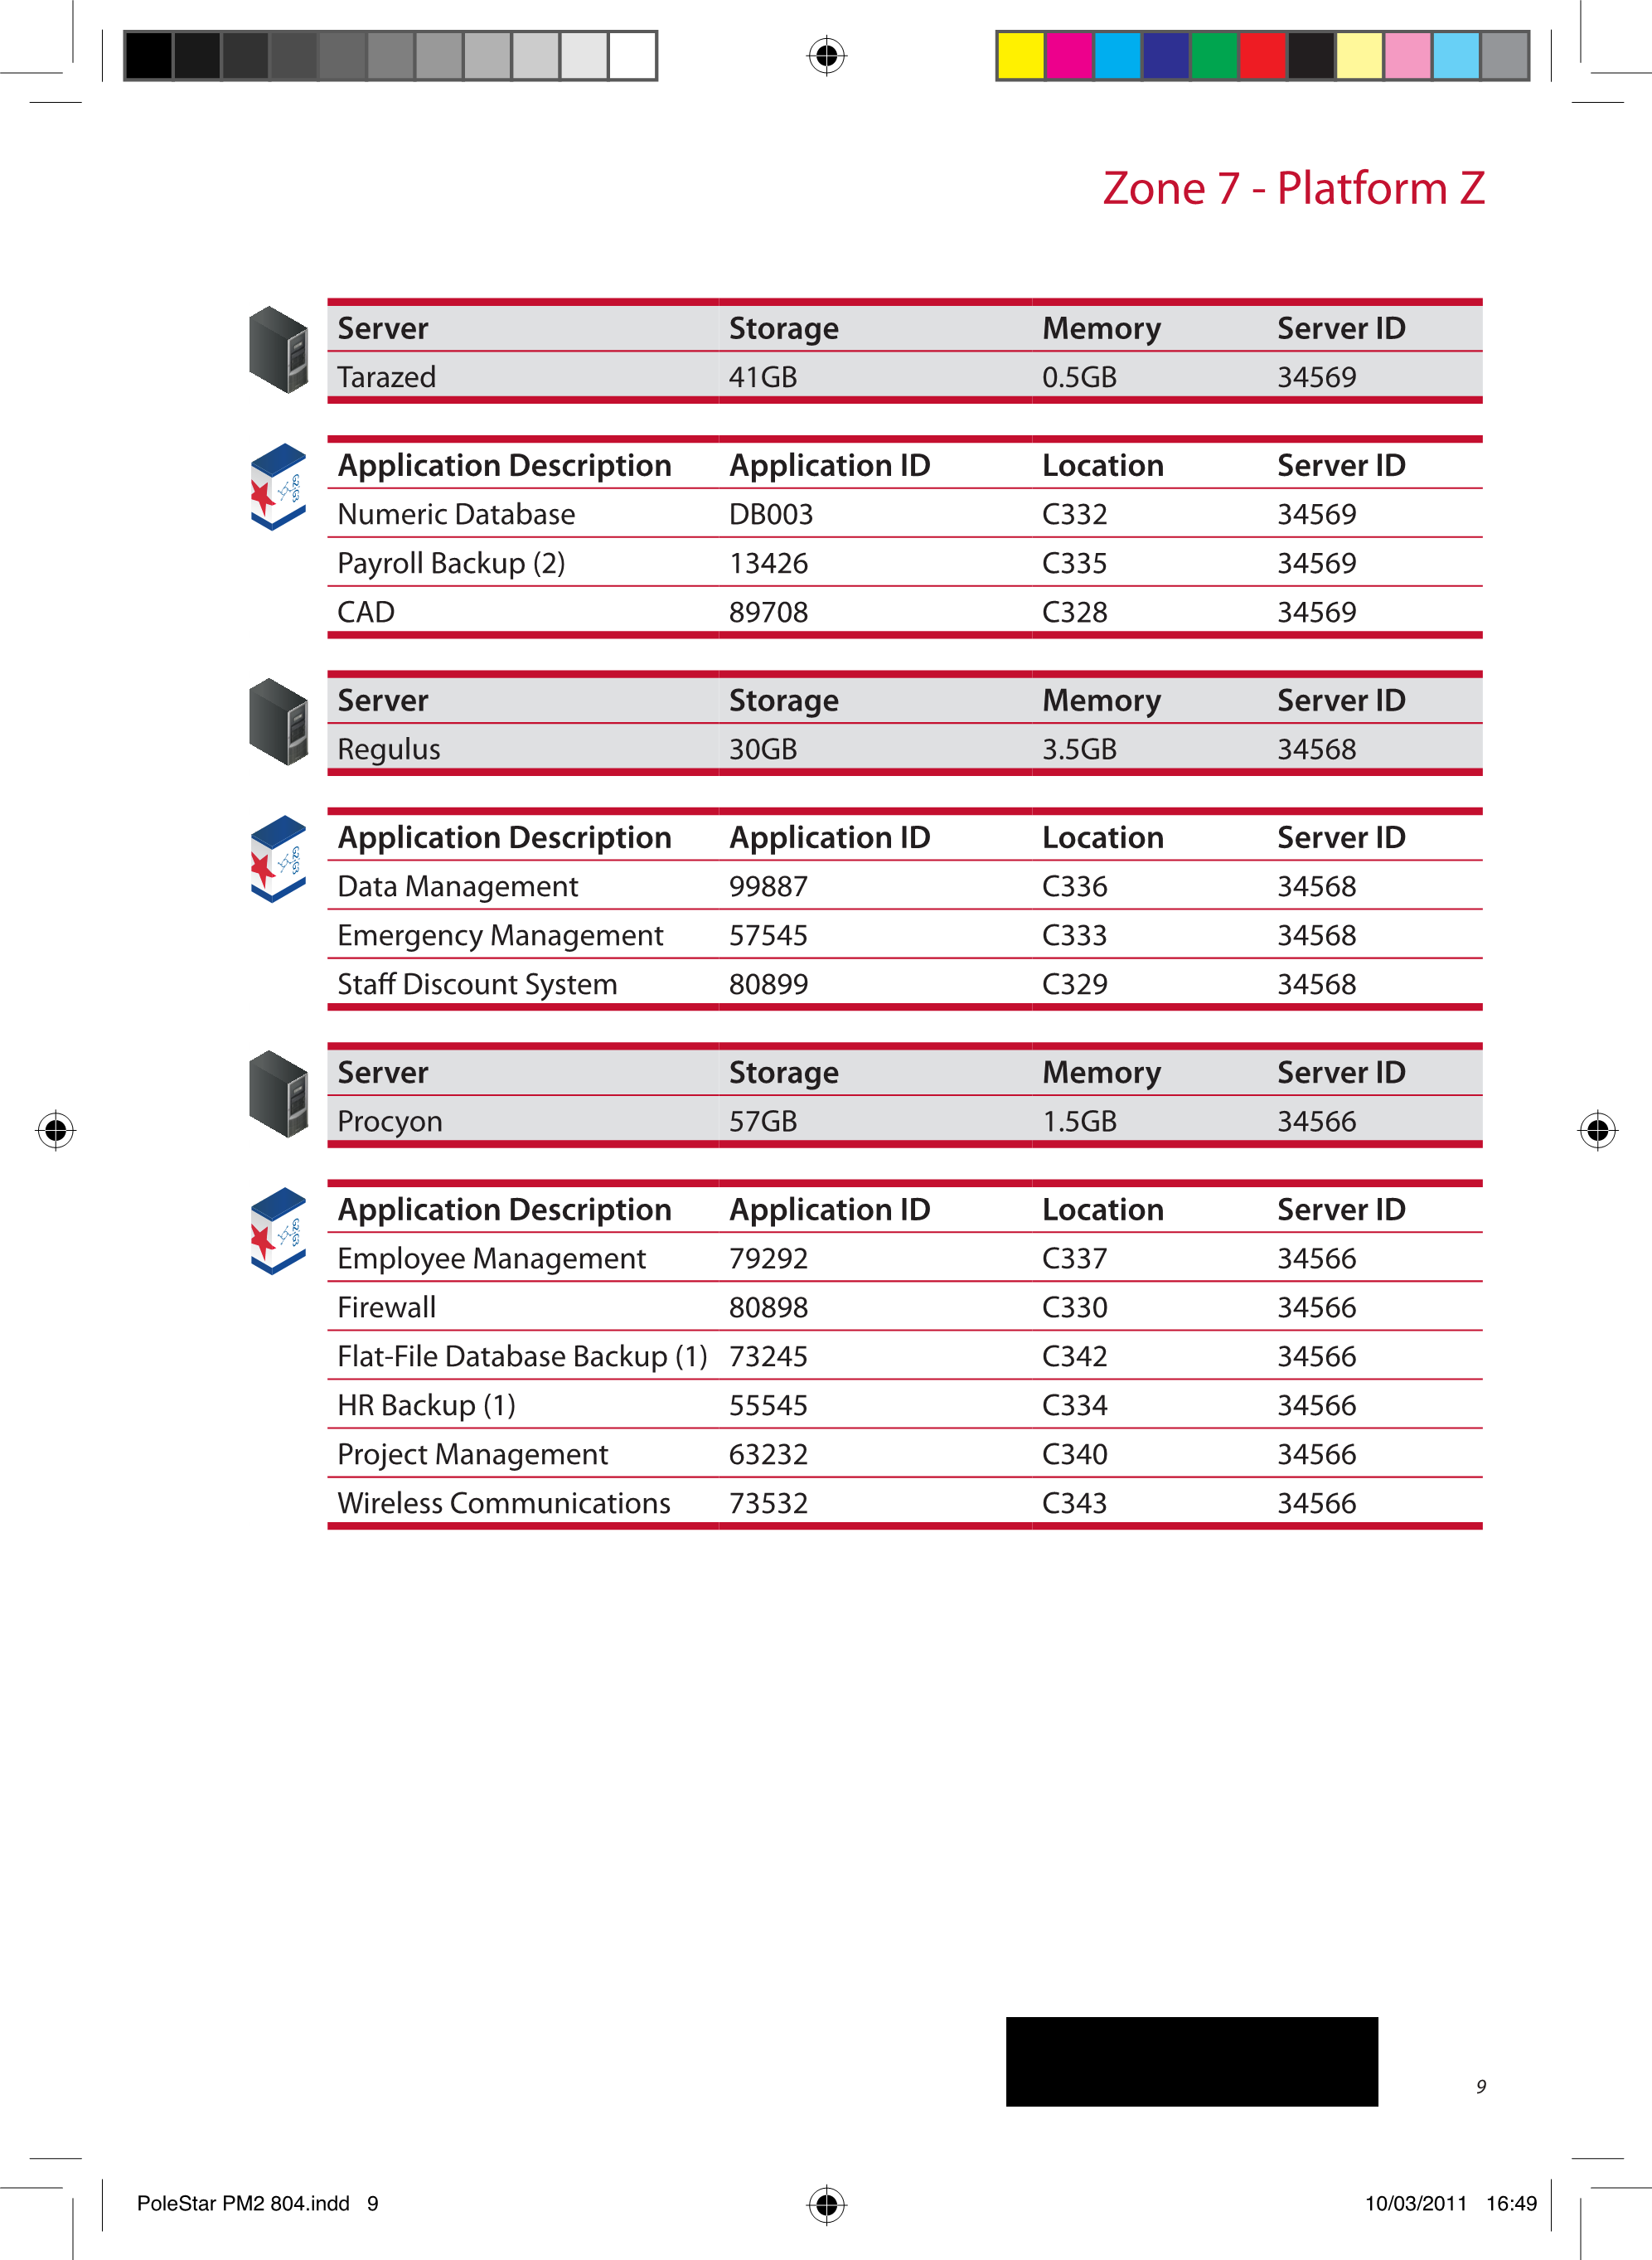 Zone 7 - Platform Z
Server Storage Memory Server ID
Tarazed 41GB 0.5GB 34569
Application Description Application ID Location Server ID
Numeric Database DB003 C332 34569
Payroll Backup (2) 13426 C335 34569
CAD 89708 C328 34569
Server Storage Memory Server ID
Regulus 30GB 3.5GB 34568
Application Description Application ID Location Server ID
Data Management 99887 C336 34568
Emergency Management 57545 C333 34568
Staff Discount System 80899 C329 34568
Server Storage Memory Server ID
Procyon 57GB 1.5GB 34566
Application Description Application ID Location Server ID
Employee Management 79292 C337 34566
Firewall 80898 C330 34566
Flat-File Database Backup (1) 73245 C342 34566
HR Backup (1) 55545 C334 34566
Project Management 63232 C340 34566
Wireless Communications 73532 C343 34566
9
PoleStar PM2 804.indd 9 10/03/2011 16:49